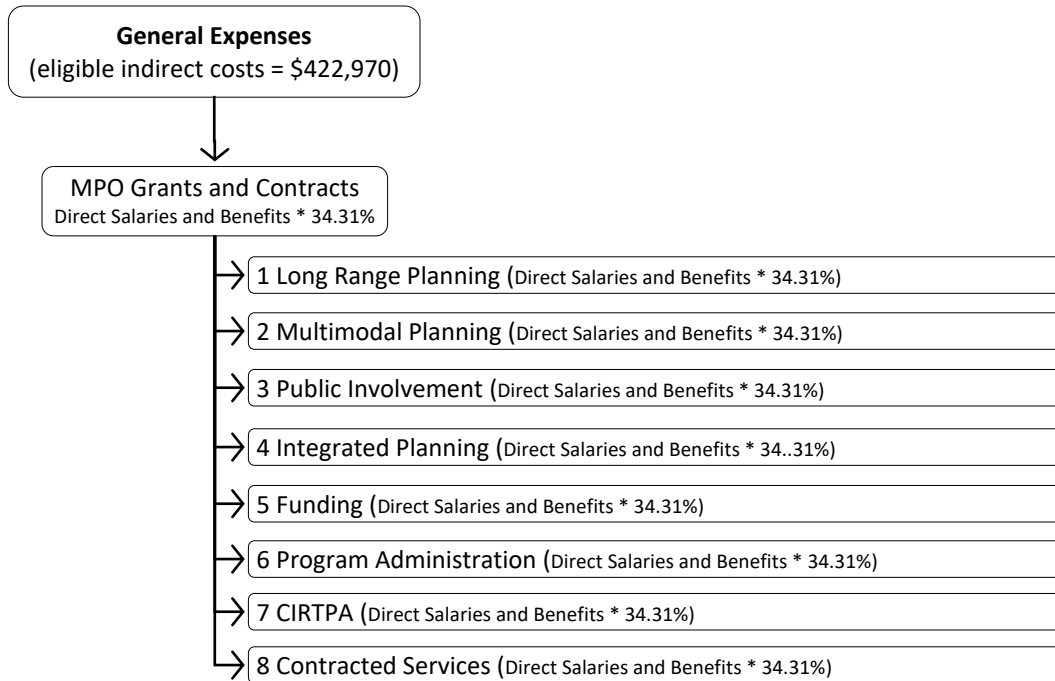 General Expenses
(eligible indirect costs = $422,970)
MPO Grants and Contracts
Direct Salaries and Benefits * 34.31%
1 Long Range Planning (Direct Salaries and Benefits * 34.31%)
2 Multimodal Planning (Direct Salaries and Benefits * 34.31%)
3 Public Involvement (Direct Salaries and Benefits * 34.31%)
4 Integrated Planning (Direct Salaries and Benefits * 34..31%)
5 Funding (Direct Salaries and Benefits * 34.31%)
6 Program Administration (Direct Salaries and Benefits * 34.31%)
7 CIRTPA (Direct Salaries and Benefits * 34.31%)
8 Contracted Services (Direct Salaries and Benefits * 34.31%)